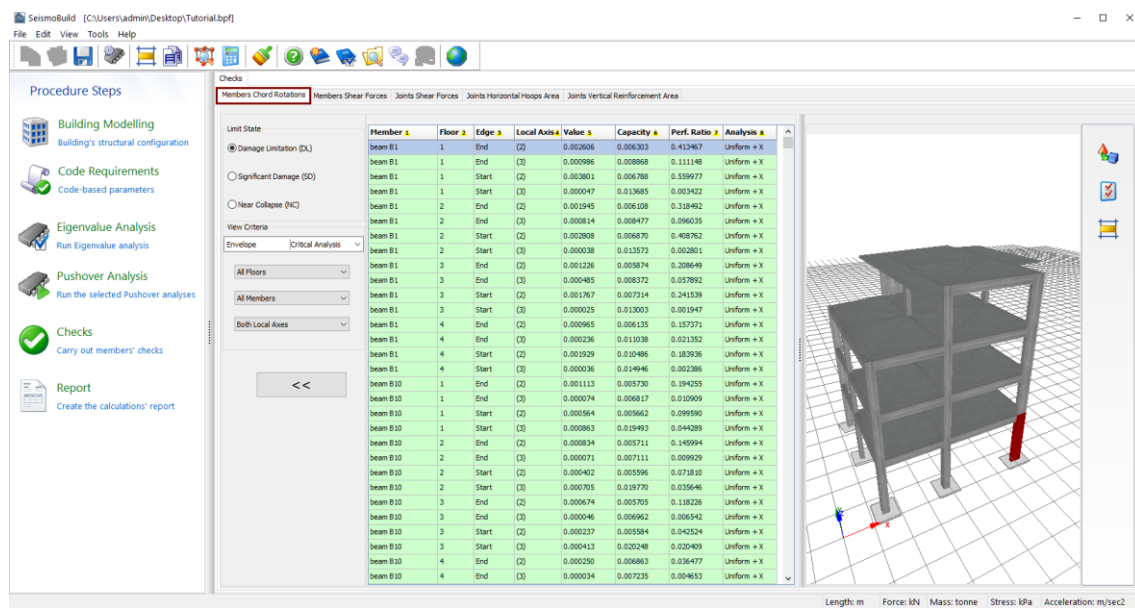 SeismoBuild [C:\Users\admin\Desktop\Tutorial.bpf]
File Edit View Tools Help
Procedure Steps
Building Modelling
Building's structural configuration
Code Requirements
Code-based parameters
Eigenvalue Analysis
Run Eigenvalue analysis
Pushover Analysis
Run the selected Pushover analyses
Checks
Carry out members' checks
Report
Create the calculations' report
Checks
Members Chord Rotations Members Shear Forces Joints Shear Forces Joints Horizontal Hoops Area Joints Vertical Reinforcement Area
Limit State
Damage Limitation (DL)
Significant Damage (SD)
Near Collapse (NC)
View Criteria
Envelope Critical Analysis
All Floors
All Members
Both Local Axes
<<
Member 1 Floor 2 Edge 3 Local Axis 4 Value 5 Capacity 6 Perf. Ratio 7 Analysis 8
beam B1 1 End (2) 0.002606 0.006303 0.413467 Uniform +X
beam B1 1 End (3) 0.000986 0.008868 0.111148 Uniform +X
beam B1 1 Start (2) 0.003801 0.006788 0.559977 Uniform +X
beam B1 1 Start (3) 0.000047 0.013685 0.003422 Uniform +X
beam B1 2 End (2) 0.001945 0.006108 0.318492 Uniform +X
beam B1 2 End (3) 0.000814 0.008477 0.096035 Uniform +X
beam B1 2 Start (2) 0.002808 0.006870 0.408762 Uniform +X
beam B1 2 Start (3) 0.000038 0.013573 0.002801 Uniform +X
beam B1 3 End (2) 0.001226 0.005874 0.208649 Uniform +X
beam B1 3 End (3) 0.000485 0.008372 0.057892 Uniform +X
beam B1 3 Start (2) 0.001767 0.007314 0.241539 Uniform +X
beam B1 3 Start (3) 0.000025 0.013003 0.001947 Uniform +X
beam B1 4 End (2) 0.000965 0.006135 0.157371 Uniform +X
beam B1 4 End (3) 0.000236 0.011038 0.021352 Uniform +X
beam B1 4 Start (2) 0.001929 0.010486 0.183936 Uniform +X
beam B1 4 Start (3) 0.000036 0.014946 0.002386 Uniform +X
beam B10 1 End (2) 0.001113 0.005730 0.194255 Uniform +X
beam B10 1 End (3) 0.000074 0.006817 0.010909 Uniform +X
beam B10 1 Start (2) 0.000564 0.005662 0.099590 Uniform +X
beam B10 1 Start (3) 0.000863 0.019493 0.044289 Uniform +X
beam B10 2 End (2) 0.000834 0.005711 0.145994 Uniform +X
beam B10 2 End (3) 0.000071 0.007111 0.009929 Uniform +X
beam B10 2 Start (2) 0.000402 0.005596 0.071810 Uniform +X
beam B10 2 Start (3) 0.000705 0.019770 0.035646 Uniform +X
beam B10 3 End (2) 0.000674 0.005705 0.118226 Uniform +X
beam B10 3 End (3) 0.000046 0.006962 0.006542 Uniform +X
beam B10 3 Start (2) 0.000237 0.005584 0.042524 Uniform +X
beam B10 3 Start (3) 0.000413 0.020248 0.020409 Uniform +X
beam B10 4 End (2) 0.000250 0.006863 0.036477 Uniform +X
beam B10 4 End (3) 0.000034 0.007235 0.004653 Uniform +X
X
Length: m Force: kN Mass: tonne Stress: kPa Acceleration: m/sec2